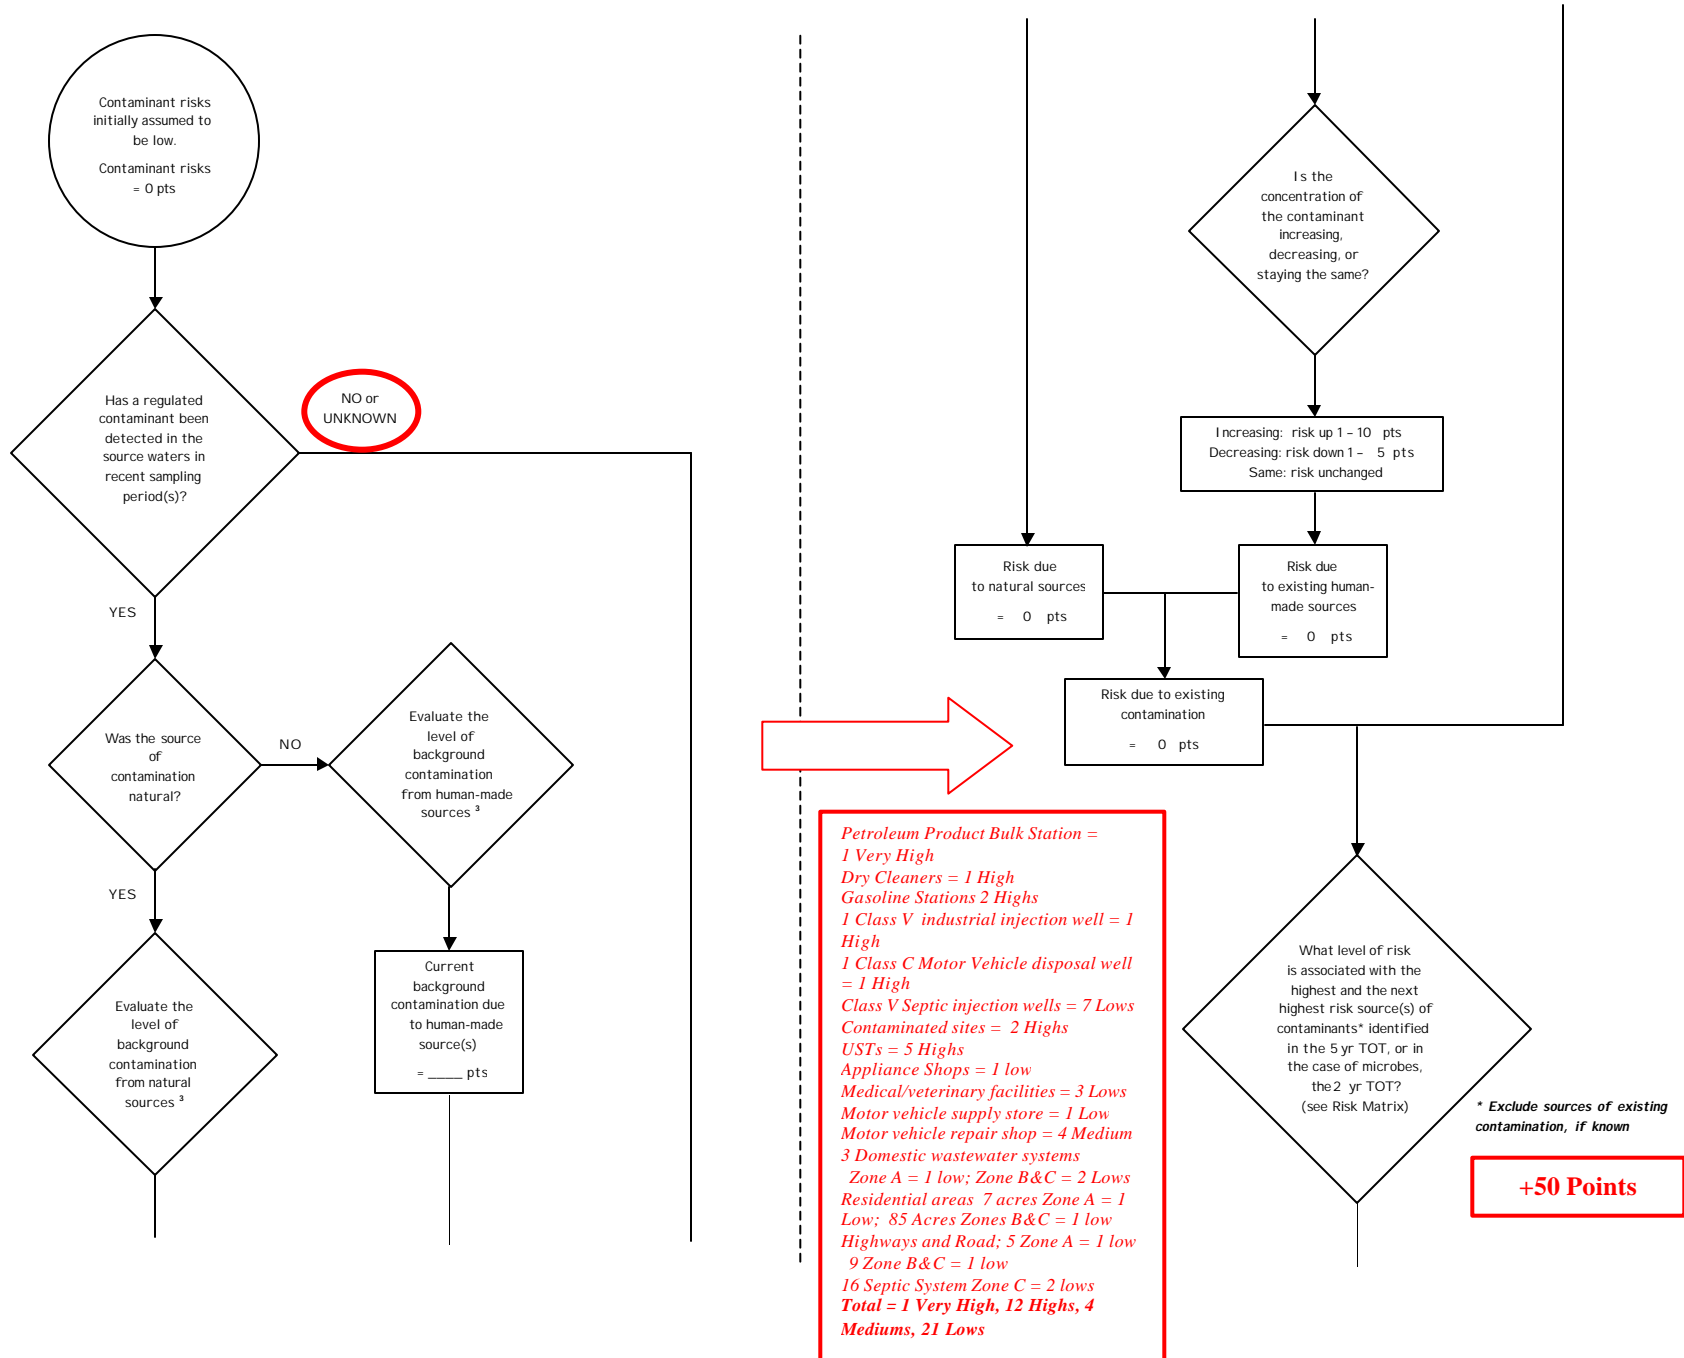 Contaminant risks
initially assumed to
be low.
Contaminant risks
= 0 pts
Has a regulated
contaminant been
detected in the
source waters in
recent sampling
period(s)?
NO or
UNKNOWN
YES
Was the source
of
contamination
natural?
NO
Evaluate the
level of
background
contamination
from human-made
sources ³
YES
Evaluate the
level of
background
contamination
from natural
sources ³
Current
background
contamination due
to human-made
source(s)
= ____ pts
Is the
concentration of
the contaminant
increasing,
decreasing, or
staying the same?
Increasing: risk up 1 – 10 pts
Decreasing: risk down 1 – 5 pts
Same: risk unchanged
Risk due
to natural sources
= 0 pts
Risk due
to existing human-
made sources
= 0 pts
Risk due to existing
contamination
= 0 pts
Petroleum Product Bulk Station =
1 Very High
Dry Cleaners = 1 High
Gasoline Stations 2 Highs
1 Class V industrial injection well = 1
High
1 Class C Motor Vehicle disposal well
= 1 High
Class V Septic injection wells = 7 Lows
Contaminated sites = 2 Highs
USTs = 5 Highs
Appliance Shops = 1 low
Medical/veterinary facilities = 3 Lows
Motor vehicle supply store = 1 Low
Motor vehicle repair shop = 4 Medium
3 Domestic wastewater systems
Zone A = 1 low; Zone B&C = 2 Lows
Residential areas 7 acres Zone A = 1
Low; 85 Acres Zones B&C = 1 low
Highways and Road; 5 Zone A = 1 low
9 Zone B&C = 1 low
16 Septic System Zone C = 2 lows
Total = 1 Very High, 12 Highs, 4
Mediums, 21 Lows
What level of risk
is associated with the
highest and the next
highest risk source(s) of
contaminants* identified
in the 5 yr TOT, or in
the case of microbes,
the 2 yr TOT?
(see Risk Matrix)
* Exclude sources of existing
contamination, if known
+50 Points